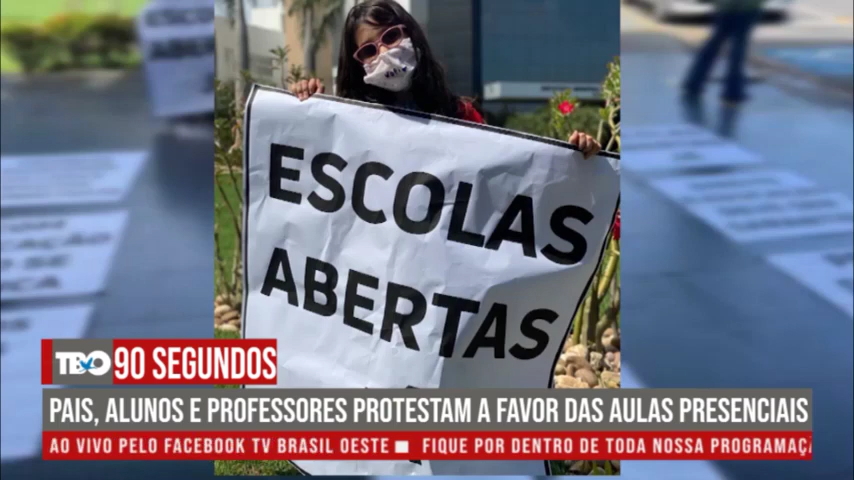 ESCOLAS
ABERTAS
TBO 90 SEGUNDOS
PAIS, ALUNOS E PROFESSORES PROTESTAM A FAVOR DAS AULAS PRESENCIAIS
AO VIVO PELO FACEBOOK TV BRASIL OESTE ■ FIQUE POR DENTRO DE TODA NOSSA PROGRAMAÇ